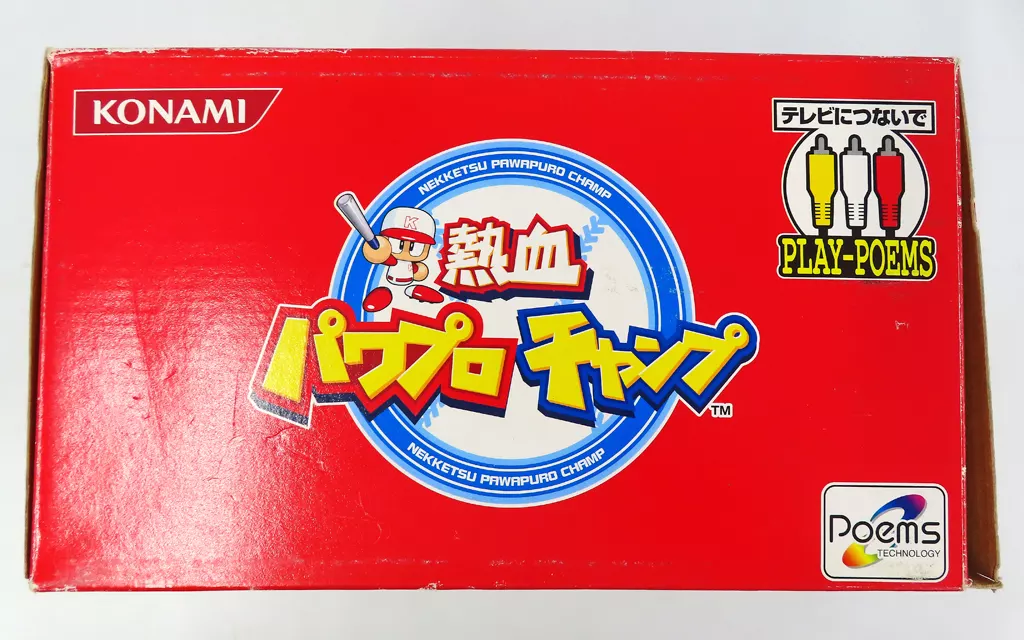 KONAMI
テレビにつないで
PLAY-POEMS
NEKKETSU PAWAPURO CHAMP
K
熱血
パワプロ チャンプ
TM
NEKKETSU PAWAPURO CHAMP
Poems
TECHNOLOGY